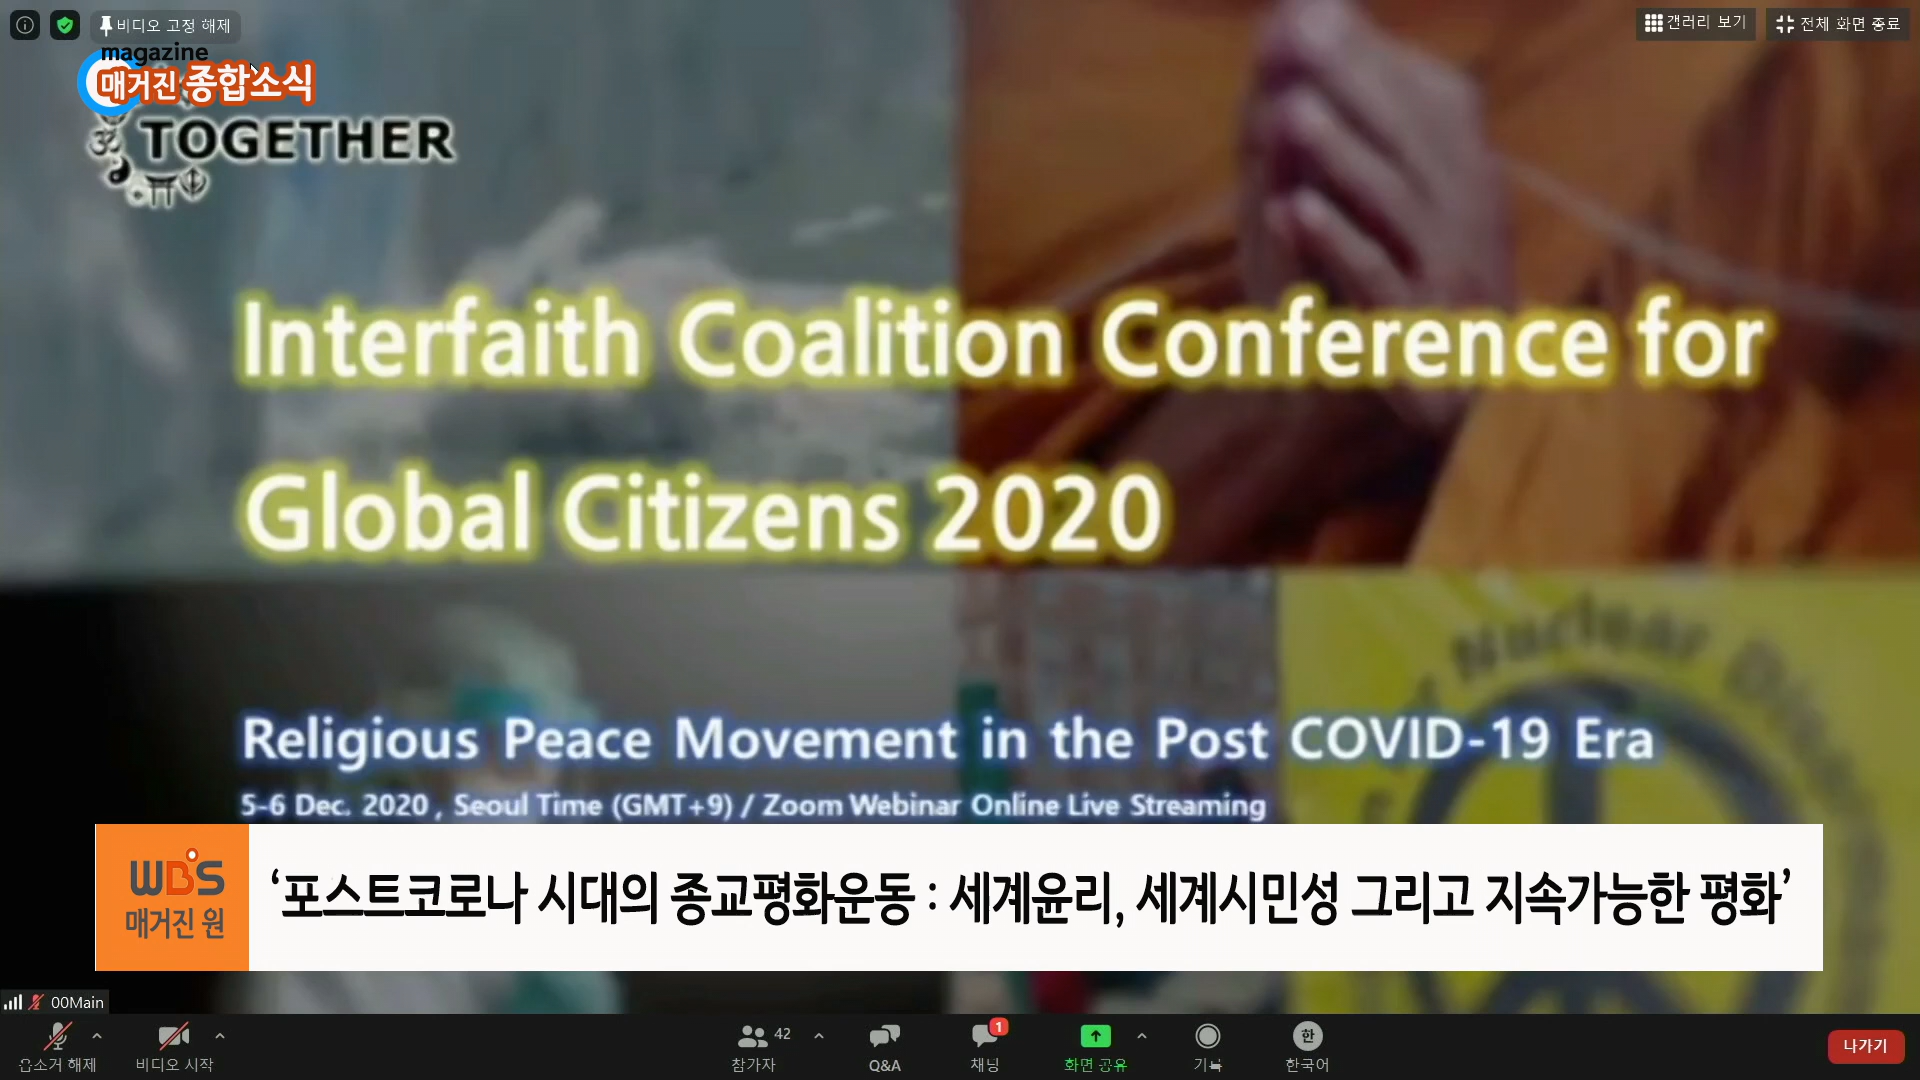 비디오 고정 해제
갤러리 보기
전체 화면 종료
magazine
매거진 종합소식
TOGETHER
Interfaith Coalition Conference for
Global Citizens 2020
Nuclear
Religious Peace Movement in the Post COVID-19 Era
5-6 Dec. 2020 , Seoul Time (GMT+9) / Zoom Webinar Online Live Streaming
WBS
매거진 원
‘포스트코로나 시대의 종교평화운동 : 세계윤리, 세계시민성 그리고 지속가능한 평화’
00Main
음소거 해제
비디오 시작
42
참가자
Q&A
1
채팅
화면 공유
기록
한
한국어
나가기